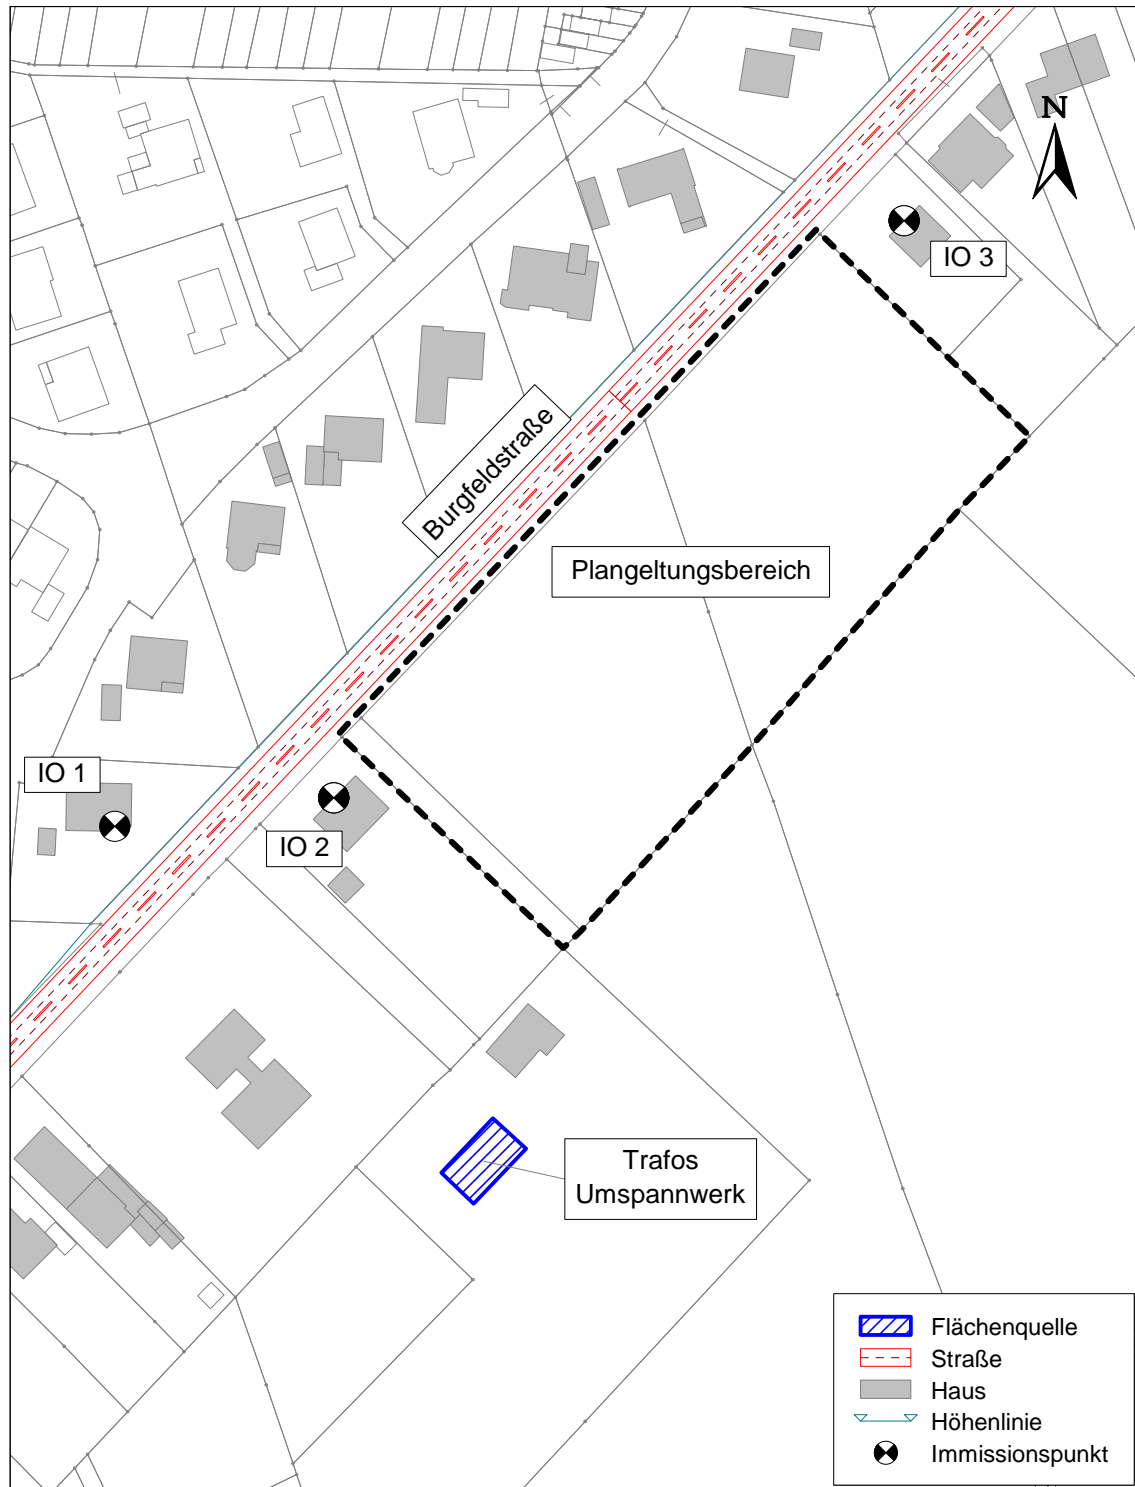 N
IO 3
Burgfeldstraße
Plangeltungsbereich
IO 1
IO 2
Trafos
Umspannwerk
Flächenquelle
Straße
Haus
Höhenlinie
Immissionspunkt